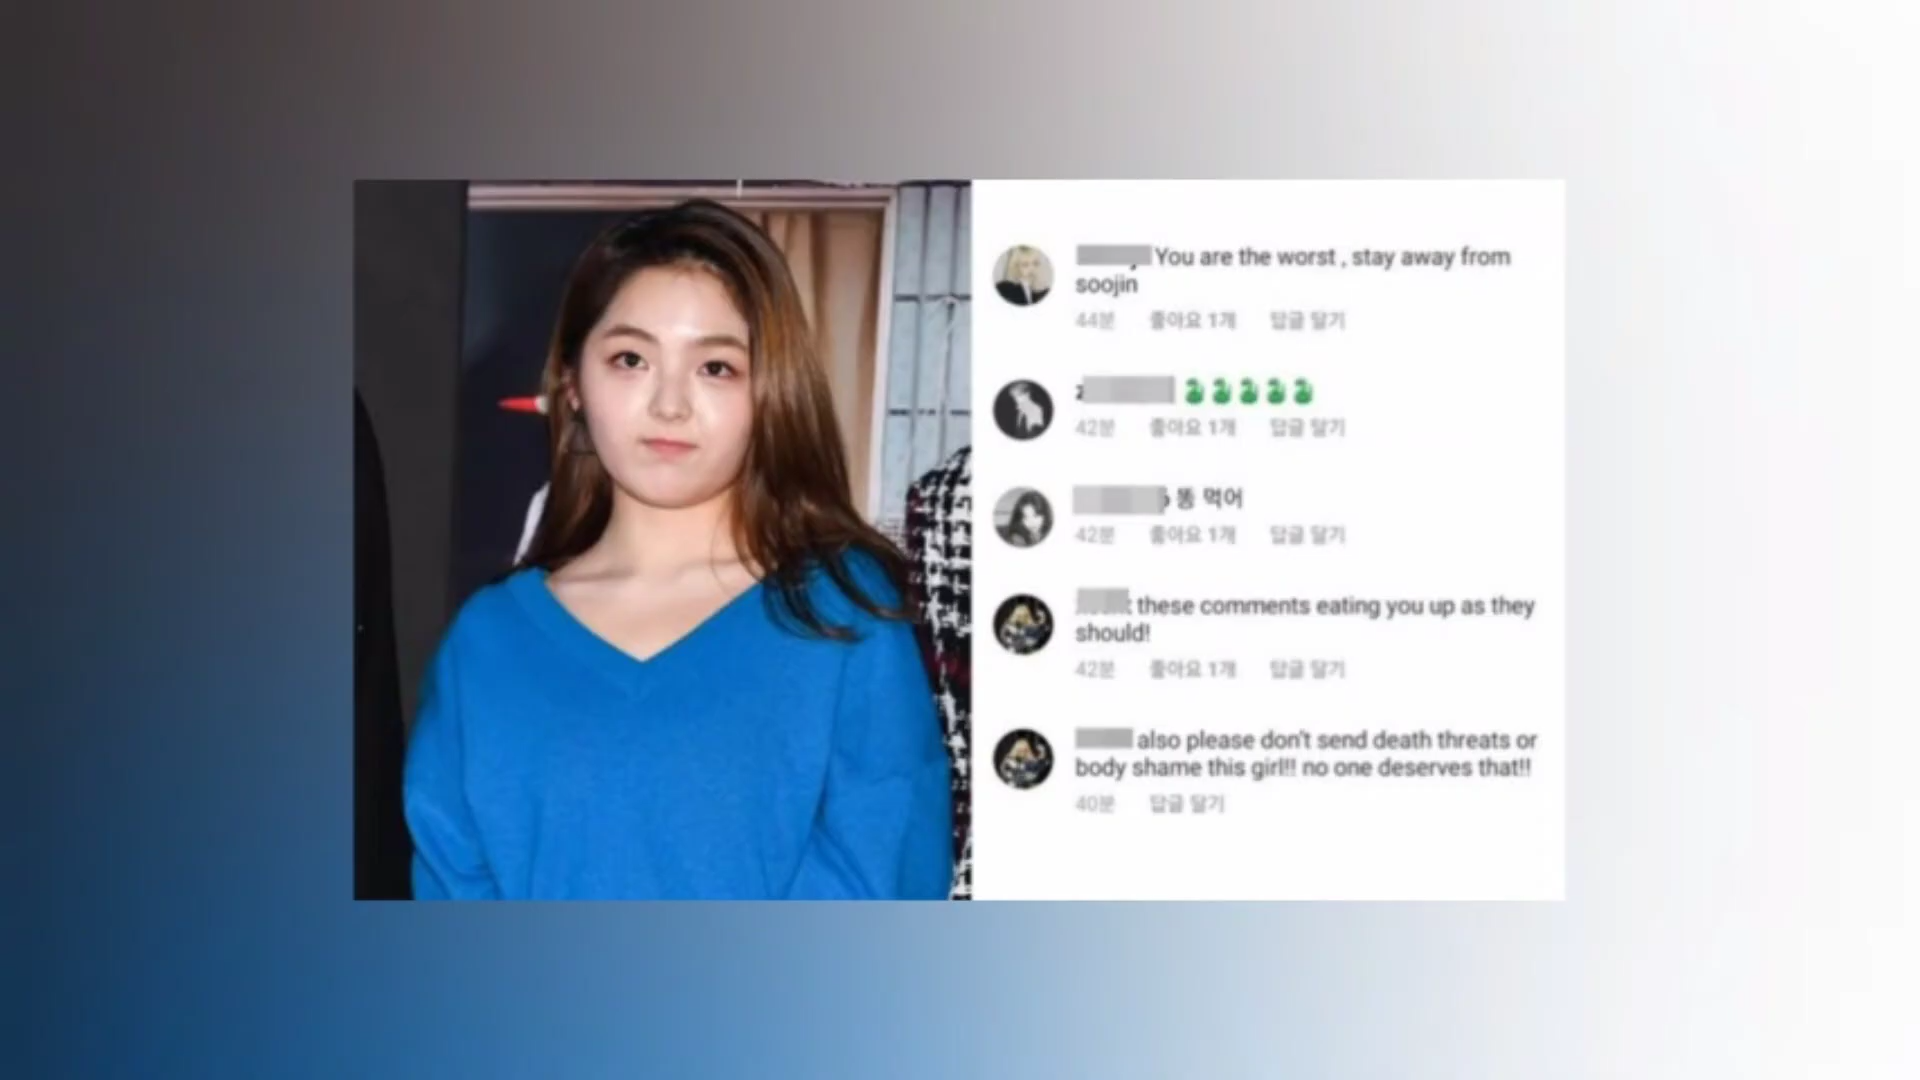 You are the worst , stay away from
soojin
44분 좋아요 1개 답글 달기
42분 좋아요 1개 답글 달기
똥 먹어
42분 좋아요 1개 답글 달기
these comments eating you up as they
should!
42분 좋아요 1개 답글 달기
also please don't send death threats or
body shame this girl!! no one deserves that!!
40분 답글 달기